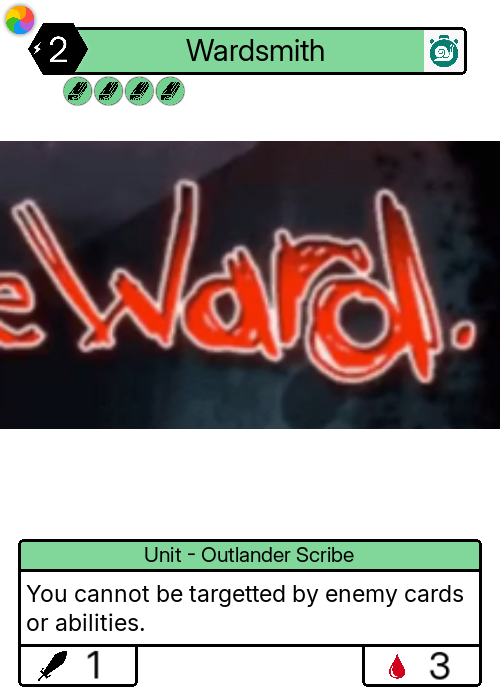 2
Wardsmith
e Ward.
Unit - Outlander Scribe
You cannot be targetted by enemy cards
or abilities.
1
3